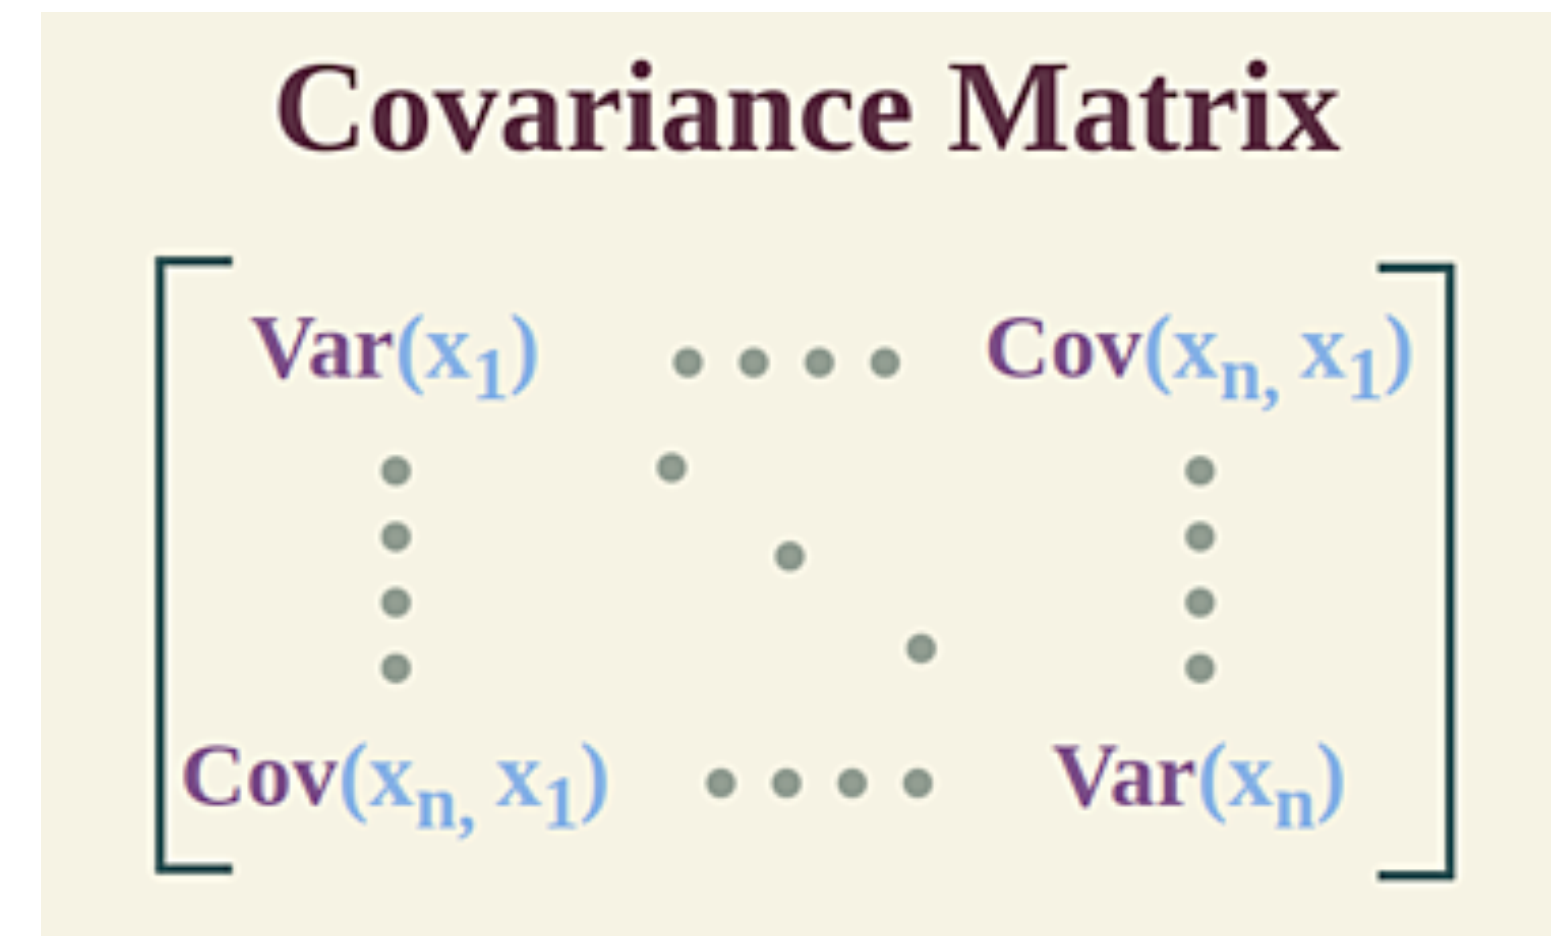 Covariance Matrix
Var(x1) .... Cov(xn, x1)
Cov(xn, x1) .... Var(xn)